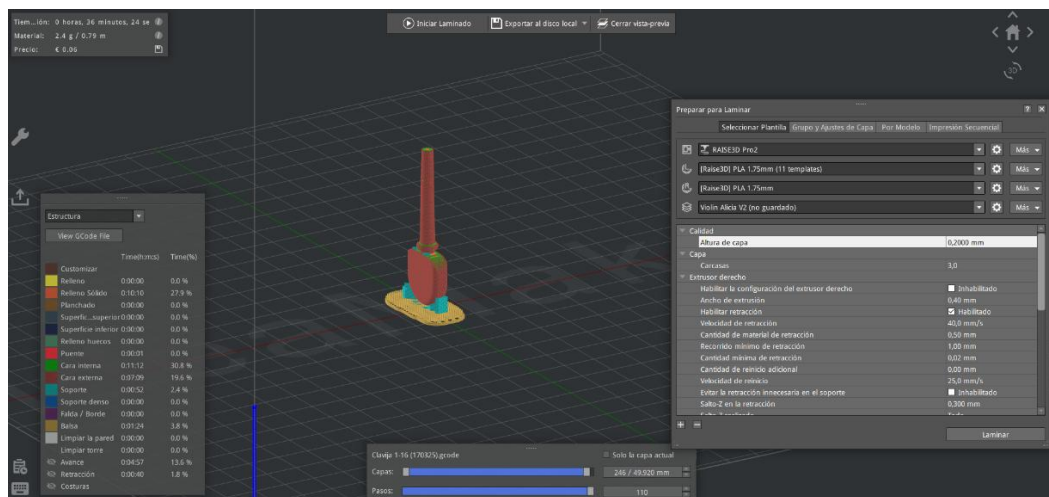 Tiem...ión: 0 horas, 36 minutos, 24 se
Material: 2.4 g / 0.79 m
Precio: € 0.06
Iniciar Laminado Exportar al disco local Cerrar vista-previa
3D
Preparar para Laminar ? X
Seleccionar Plantilla Grupo y Ajustes de Capa Por Modelo Impresión Secuencial
RAISE3D Pro2 Más
[Raise3D] PLA 1.75mm (11 templates) Más
[Raise3D] PLA 1.75mm Más
Violin Alicia V2 (no guardado) Más
Calidad
Altura de capa 0,2000 mm
Capa
Carcasas 3,0
Extrusor derecho
Habilitar la configuración del extrusor derecho Inhabilitado
Ancho de extrusión 0,40 mm
Habilitar retracción Habilitado
Velocidad de retracción 40,0 mm/s
Cantidad de material de retracción 0,50 mm
Recorrido mínimo de retracción 1,00 mm
Cantidad mínima de retracción 0,02 mm
Cantidad de reinicio adicional 0,00 mm
Velocidad de reinicio 25,0 mm/s
Evitar la retracción innecesaria en el soporte Inhabilitado
Salto-Z en la retracción 0,300 mm
Laminar
Estructura
View GCode File
Time(h:m:s) Time(%)
Customizar
Relleno 0:00:00 0.0 %
Relleno Sólido 0:10:10 27.9 %
Planchado 0:00:00 0.0 %
Superfic...superior 0:00:00 0.0 %
Superficie inferior 0:00:00 0.0 %
Relleno huecos 0:00:00 0.0 %
Puente 0:00:01 0.0 %
Cara interna 0:11:12 30.8 %
Cara externa 0:07:09 19.6 %
Soporte 0:00:52 2.4 %
Soporte denso 0:00:00 0.0 %
Falda / Borde 0:00:00 0.0 %
Balsa 0:01:24 3.8 %
Limpiar la pared 0:00:00 0.0 %
Limpiar torre 0:00:00 0.0 %
Avance 0:04:57 13.6 %
Retracción 0:00:40 1.8 %
Costuras
Clavija 1-16 (170325).gcode Solo la capa actual
Capas: 246 / 49.920 mm
Pasos: 110